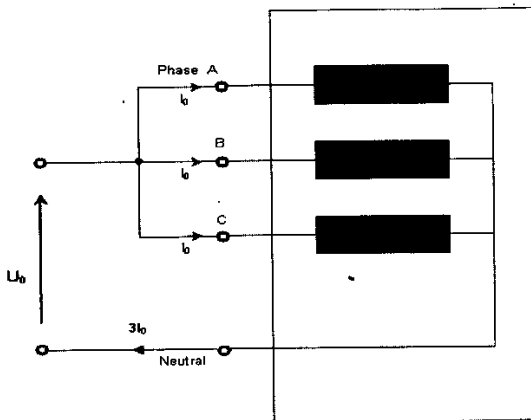 Phase A
I₀
B
I₀
C
I₀
U₀
3I₀
Neutral